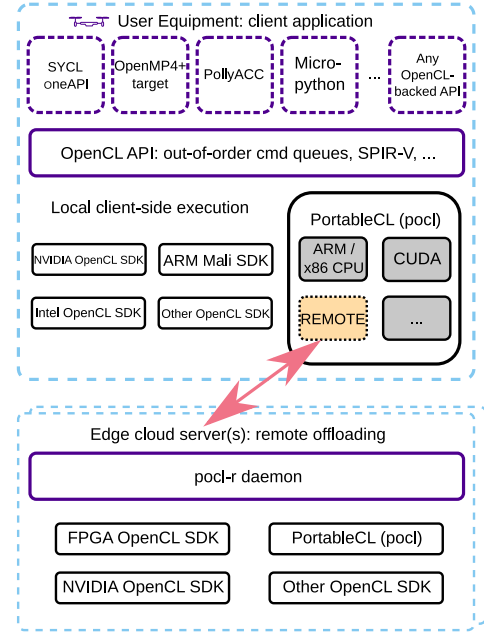 User Equipment: client application
SYCL
oneAPI
OpenMP4+
target
PollyACC
Micro-
python
...
Any
OpenCL-
backed API
OpenCL API: out-of-order cmd queues, SPIR-V, ...
Local client-side execution
PortableCL (pocl)
NVIDIA OpenCL SDK
ARM Mali SDK
ARM /
x86 CPU
CUDA
Intel OpenCL SDK
Other OpenCL SDK
REMOTE
...
Edge cloud server(s): remote offloading
pocl-r daemon
FPGA OpenCL SDK
PortableCL (pocl)
NVIDIA OpenCL SDK
Other OpenCL SDK